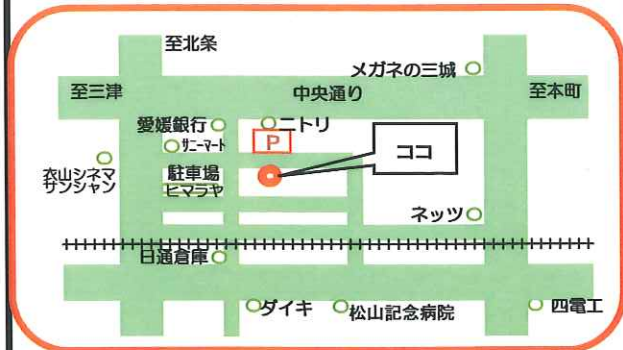 至北条
メガネの三城
至三津
中央通り
至本町
愛媛銀行
ニトリ
サニーマート
P
ココ
衣山シネマ
サンシャン
駐車場
ヒマラヤ
ネッツ
日通倉庫
ダイキ
松山記念病院
四電工